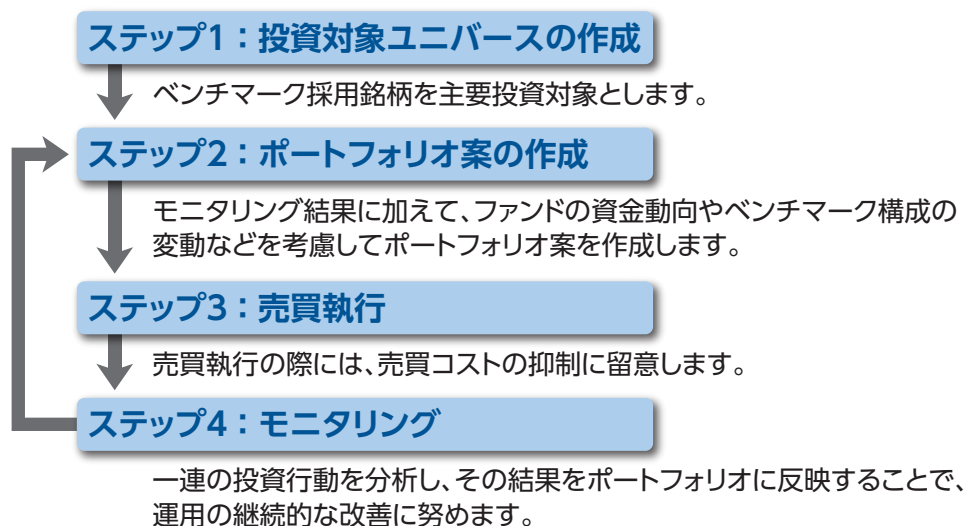 ステップ1：投資対象ユニバースの作成
ベンチマーク採用銘柄を主要投資対象とします。
ステップ2：ポートフォリオ案の作成
モニタリング結果に加えて、ファンドの資金動向やベンチマーク構成の
変動などを考慮してポートフォリオ案を作成します。
ステップ3：売買執行
売買執行の際には、売買コストの抑制に留意します。
ステップ4：モニタリング
一連の投資行動を分析し、その結果をポートフォリオに反映することで、
運用の継続的な改善に努めます。